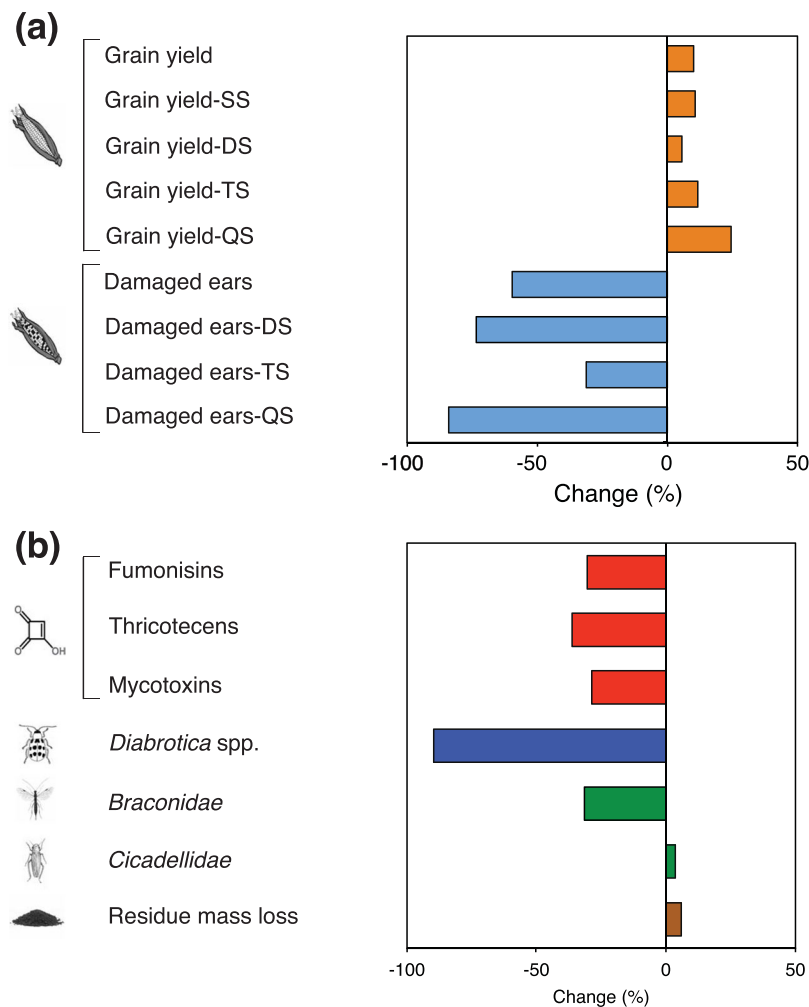 (a)
Grain yield
Grain yield-SS
Grain yield-DS
Grain yield-TS
Grain yield-QS
Damaged ears
Damaged ears-DS
Damaged ears-TS
Damaged ears-QS
-100 -50 0 50
Change (%)
(b)
Fumonisins
O
Thricotecens
O OH
Mycotoxins
Diabrotica spp.
Braconidae
Cicadellidae
Residue mass loss
-100 -50 0 50
Change (%)